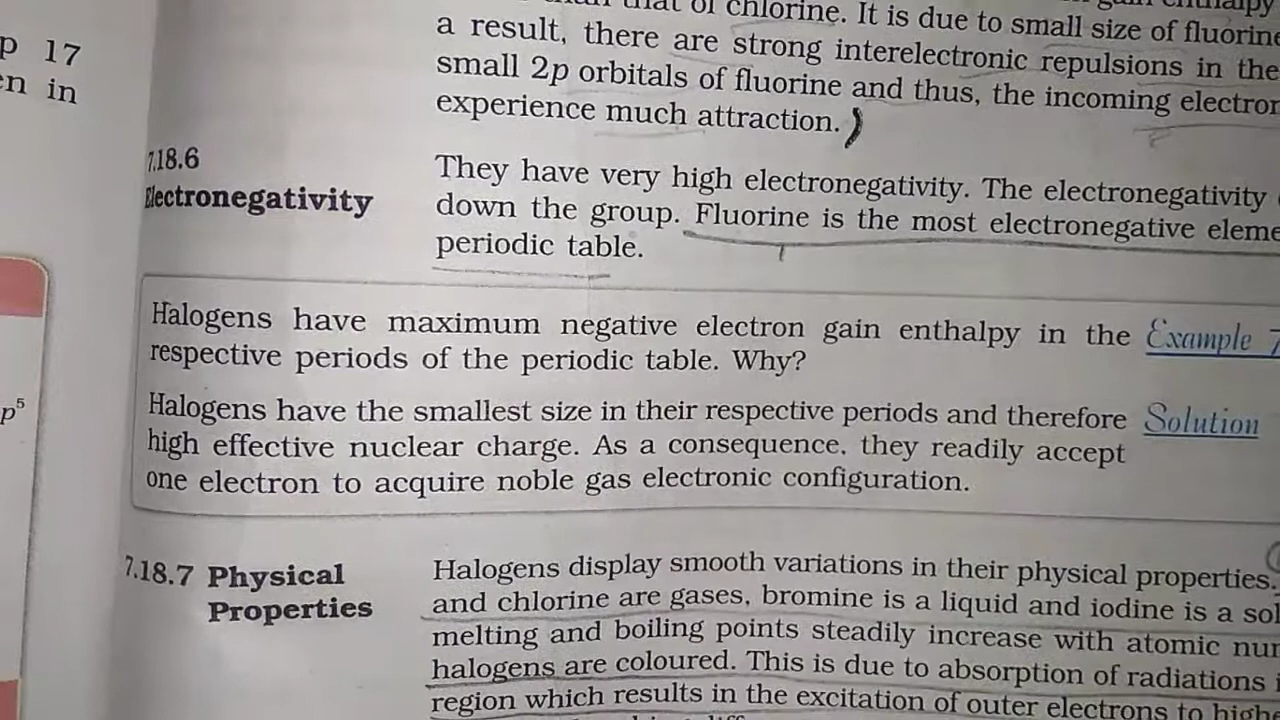 p 17
en in
than that of chlorine. It is due to small size of fluorine
a result, there are strong interelectronic repulsions in the
small 2p orbitals of fluorine and thus, the incoming electron
experience much attraction.
7.18.6
Electronegativity
They have very high electronegativity. The electronegativity
down the group. Fluorine is the most electronegative
periodic table.
Halogens have maximum negative electron gain enthalpy in the
respective periods of the periodic table. Why?
Example 7
Halogens have the smallest size in their respective periods and therefore
high effective nuclear charge. As a consequence, they readily accept
one electron to acquire noble gas electronic configuration.
Solution
p⁵
7.18.7 Physical
Properties
Halogens display smooth variations in their physical properties.
and chlorine are gases, bromine is a liquid and iodine is a
melting and boiling points steadily increase with atomic
halogens are coloured. This is due to absorption of radiations
region which results in the excitation of outer electrons to